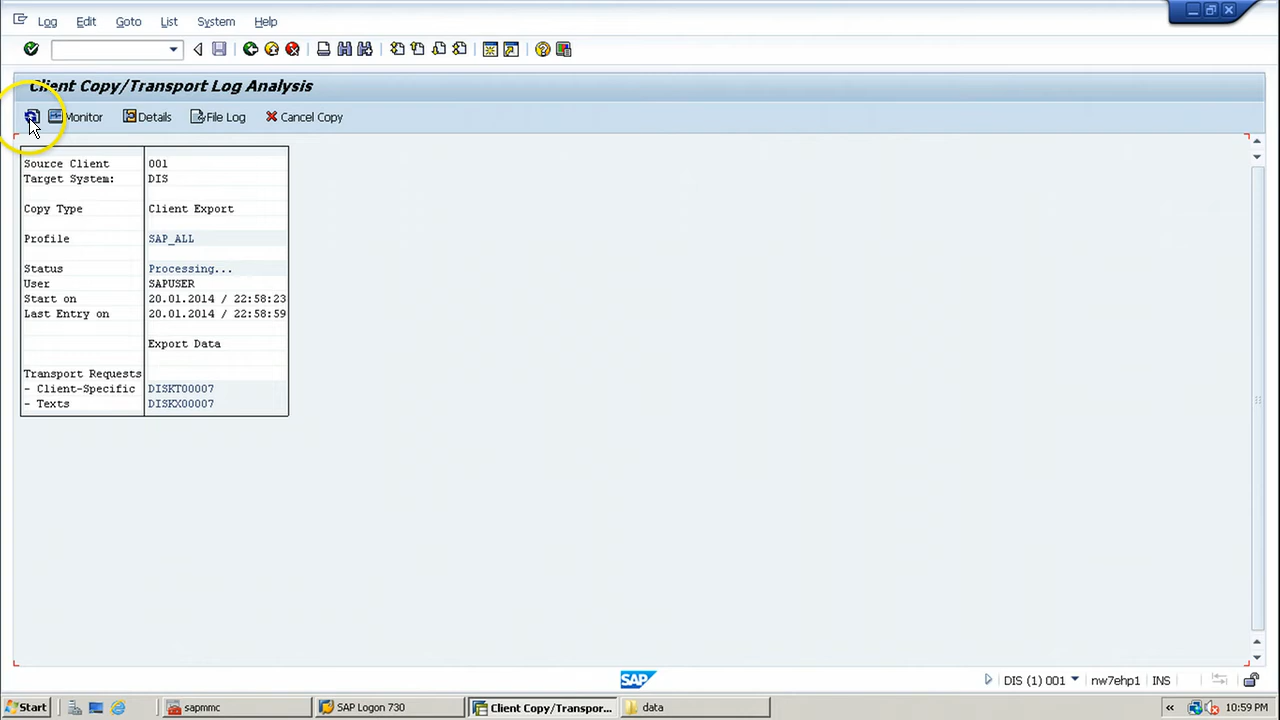 Log Edit Goto List System Help
Client Copy/Transport Log Analysis
Monitor Details File Log Cancel Copy
Source Client 001
Target System: DIS
Copy Type Client Export
Profile SAP_ALL
Status Processing...
User SAPUSER
Start on 20.01.2014 / 22:58:23
Last Entry on 20.01.2014 / 22:58:59
Export Data
Transport Requests
- Client-Specific DISKT00007
- Texts DISKX00007
SAP
DIS (1) 001 nw7ehp1 INS
Start sapmmc SAP Logon 730 Client Copy/Transpor... data « 10:59 PM